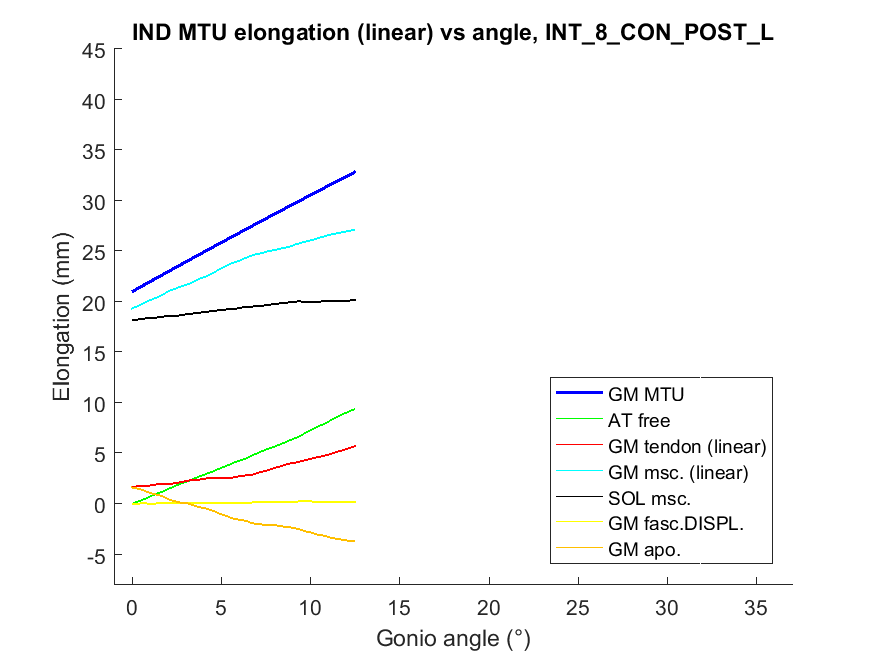 IND MTU elongation (linear) vs angle, INT_8_CON_POST_L
45
40
35
30
25
20
15
10
5
0
-5
Elongation (mm)
GM MTU
AT free
GM tendon (linear)
GM msc. (linear)
SOL msc.
GM fasc.DISPL.
GM apo.
0 5 10 15 20 25 30 35
Gonio angle (°)